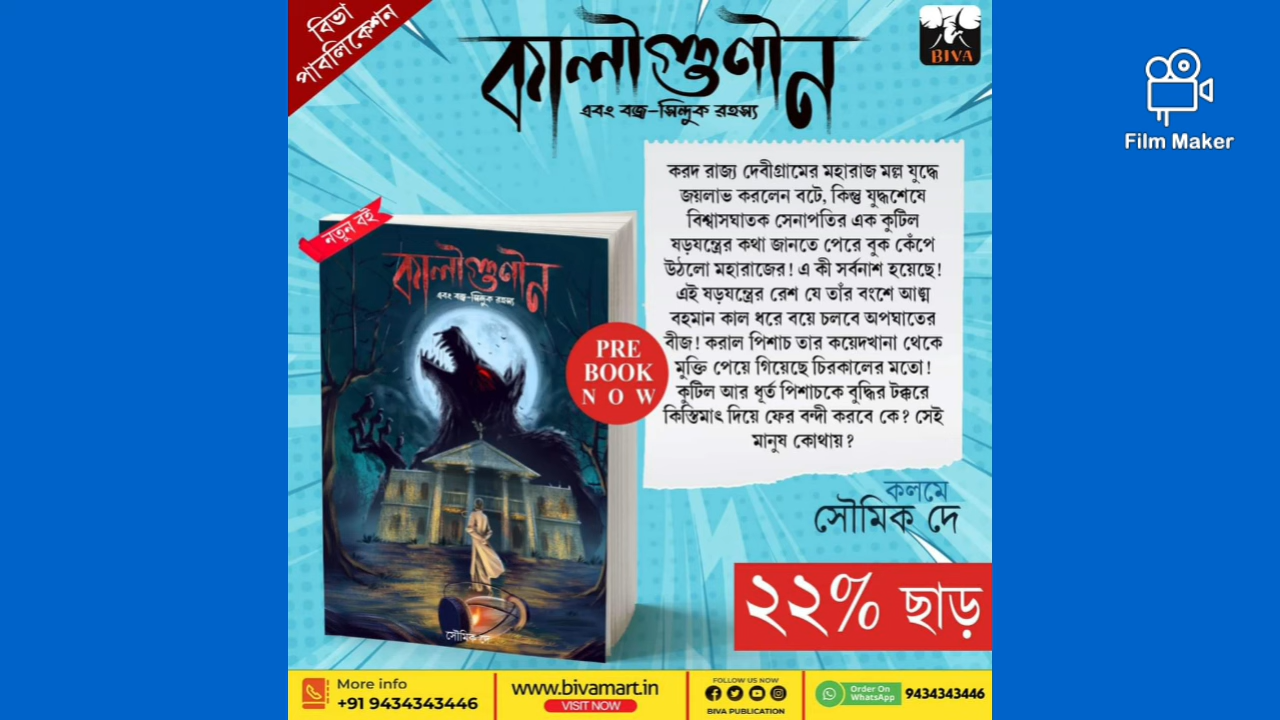 বিভা
পাবলিকেশন
কালীগুণীন
এবং বজ্র-সিন্দুক রহস্য
BIVA
Film Maker
করদ রাজ্য দেবীগ্রামের মহারাজ মল্ল যুদ্ধে
জয়লাভ করলেন বটে, কিন্তু যুদ্ধশেষে
বিশ্বাসঘাতক সেনাপতির এক কুটিল
ষড়যন্ত্রের কথা জানতে পেরে বুক কেঁপে
উঠলো মহারাজের! এ কী সর্বনাশ হয়েছে!
এই ষড়যন্ত্রের রেশ যে তাঁর বংশে আগ্ম
বহমান কাল ধরে বয়ে চলবে অপঘাতের
বীজ! করাল পিশাচ তার কয়েদখানা থেকে
মুক্তি পেয়ে গিয়েছে চিরকালের মতো!
কুটিল আর ধূর্ত পিশাচকে বুদ্ধির টক্করে
কিস্তিমাৎ দিয়ে ফের বন্দী করবে কে? সেই
মানুষ কোথায়?
নতুন বই
কালীগুণীন
এবং বজ্র-সিন্দুক রহস্য
সৌমিক দে
PRE
BOOK
NOW
কলমে
সৌমিক দে
২২% ছাড়
More info
+91 9434343446
www.bivamart.in
VISIT NOW
FOLLOW US NOW
BIVA PUBLICATION
Order On
WhatsApp
9434343446